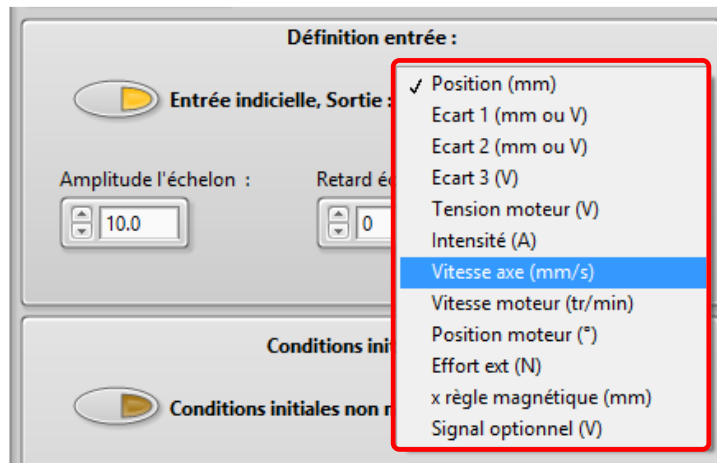 Définition entrée :
Entrée indicielle, Sortie :
✓ Position (mm)
Ecart 1 (mm ou V)
Ecart 2 (mm ou V)
Ecart 3 (V)
Tension moteur (V)
Intensité (A)
Vitesse axe (mm/s)
Vitesse moteur (tr/min)
Position moteur (°)
Effort ext (N)
x règle magnétique (mm)
Signal optionnel (V)
Amplitude l'échelon :
Retard é
10.0
0
Conditions ini
Conditions initiales non